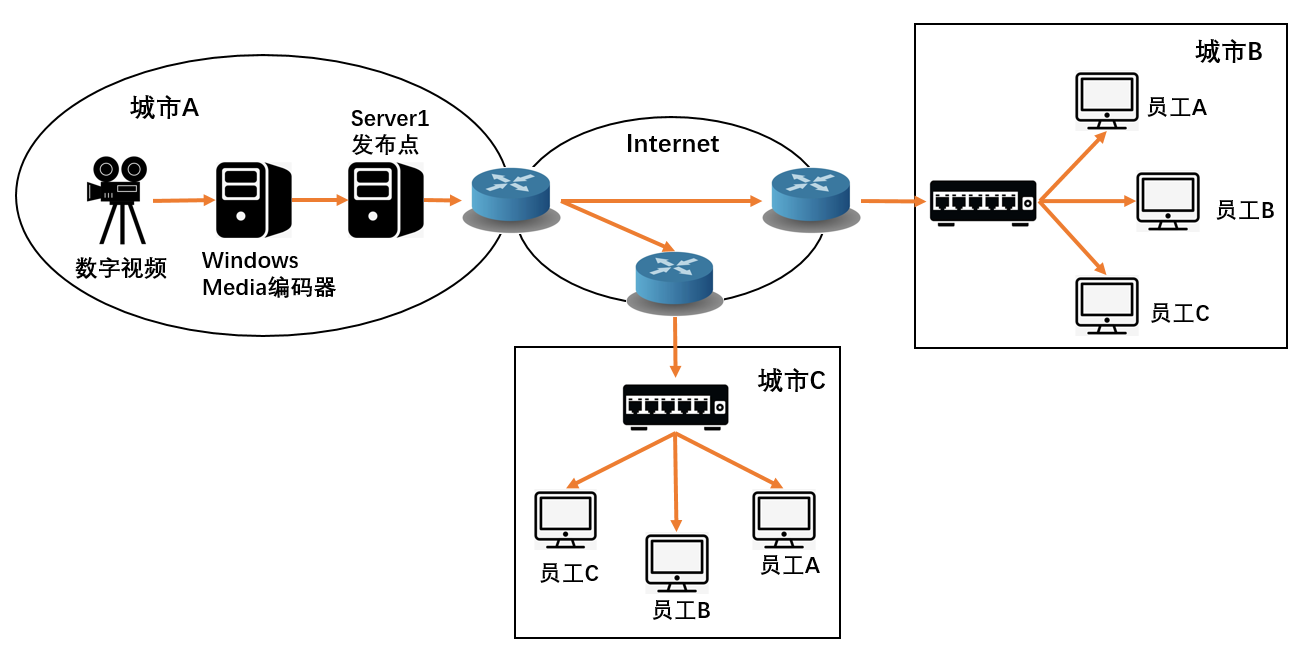 城市A
Server1
发布点
数字视频
Windows
Media编码器
Internet
城市B
员工A
员工B
员工C
城市C
员工C
员工B
员工A